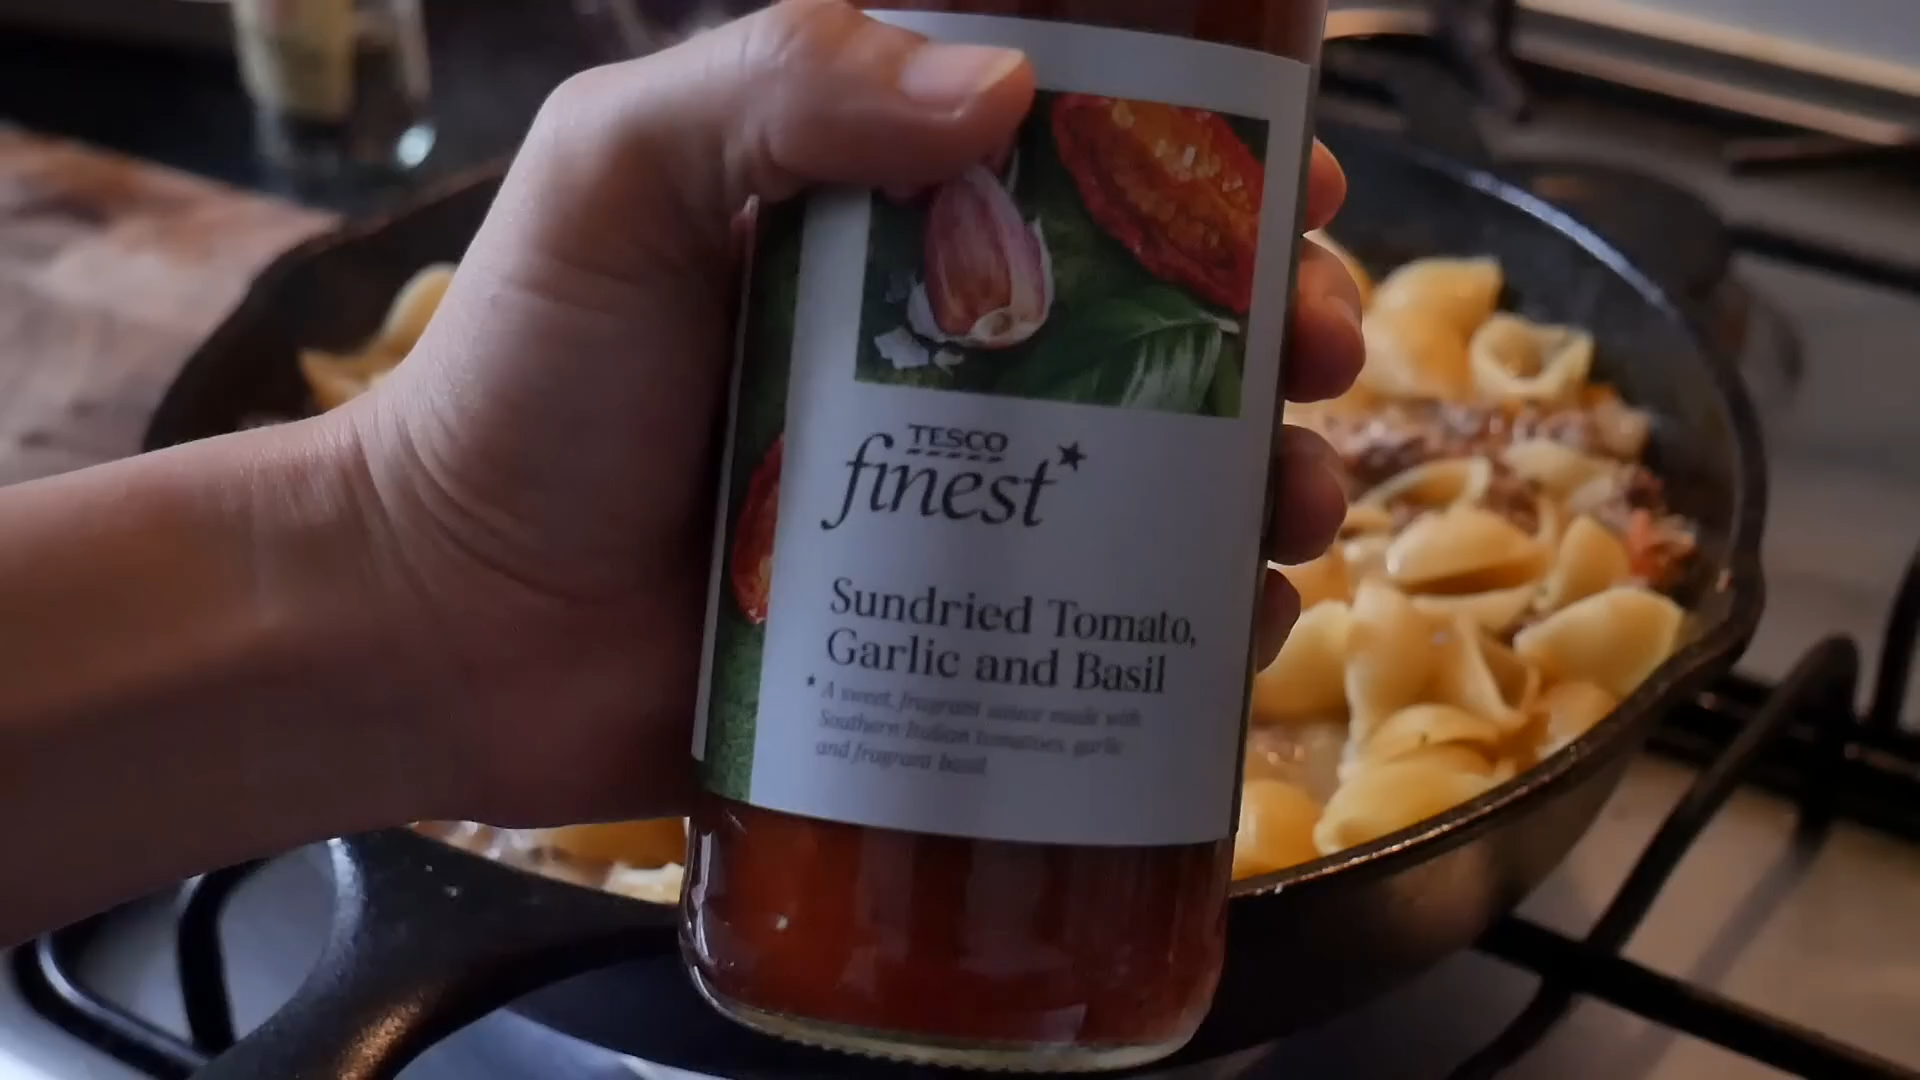 TESCO
finest*
Sundried Tomato,
Garlic and Basil
* A sweet, fragrant sauce made with
Southern Italian tomatoes, garlic
and fragrant basil